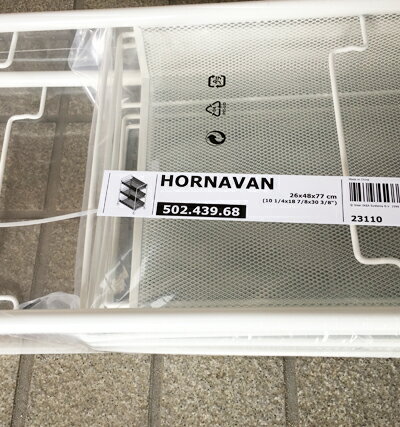 HORNAVAN
26x48x77 cm
(10 1/4x18 7/8x30 3/8")
502.439.68
23110